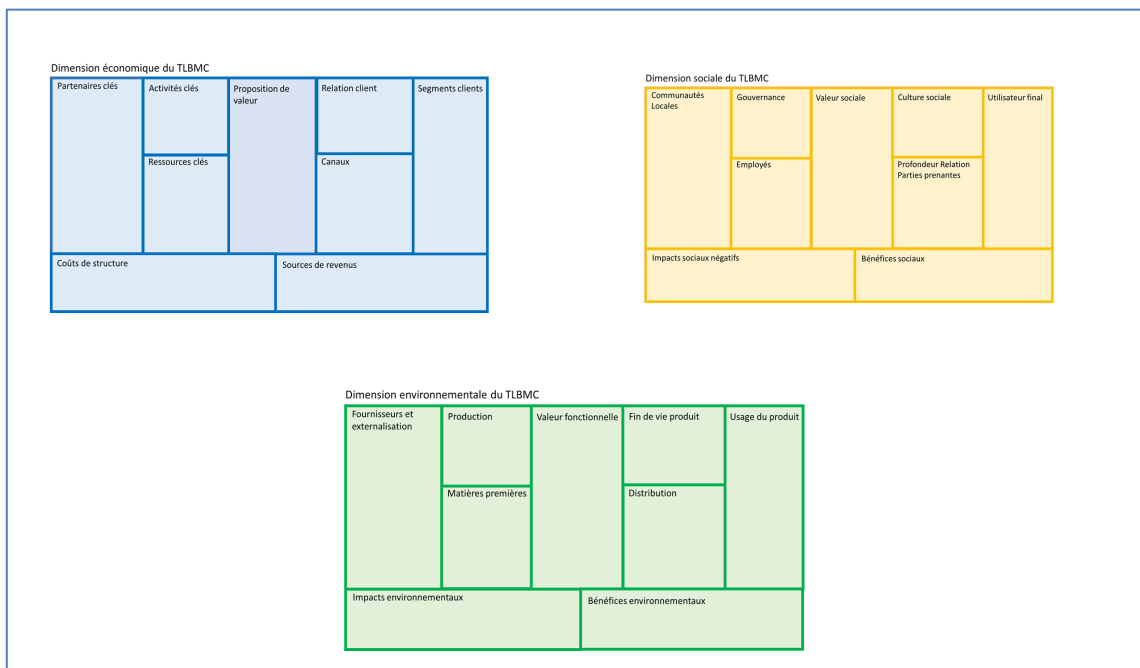 Dimension économique du TLBMC
Partenaires clés
Activités clés
Proposition de
valeur
Relation client
Segments clients
Ressources clés
Canaux
Coûts de structure
Sources de revenus
Dimension sociale du TLBMC
Communautés
Locales
Gouvernance
Valeur sociale
Culture sociale
Utilisateur final
Employés
Profondeur Relation
Parties prenantes
Impacts sociaux négatifs
Bénéfices sociaux
Dimension environnementale du TLBMC
Fournisseurs et
externalisation
Production
Valeur fonctionnelle
Fin de vie produit
Usage du produit
Matières premières
Distribution
Impacts environnementaux
Bénéfices environnementaux